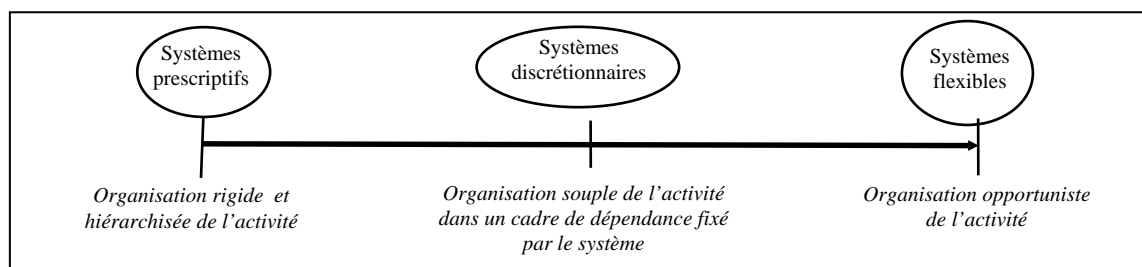 Systèmes
prescriptifs
Systèmes
discrétionnaires
Systèmes
flexibles
Organisation rigide et
hiérarchisée de l'activité
Organisation souple de l'activité
dans un cadre de dépendance fixé
par le système
Organisation opportuniste
de l'activité